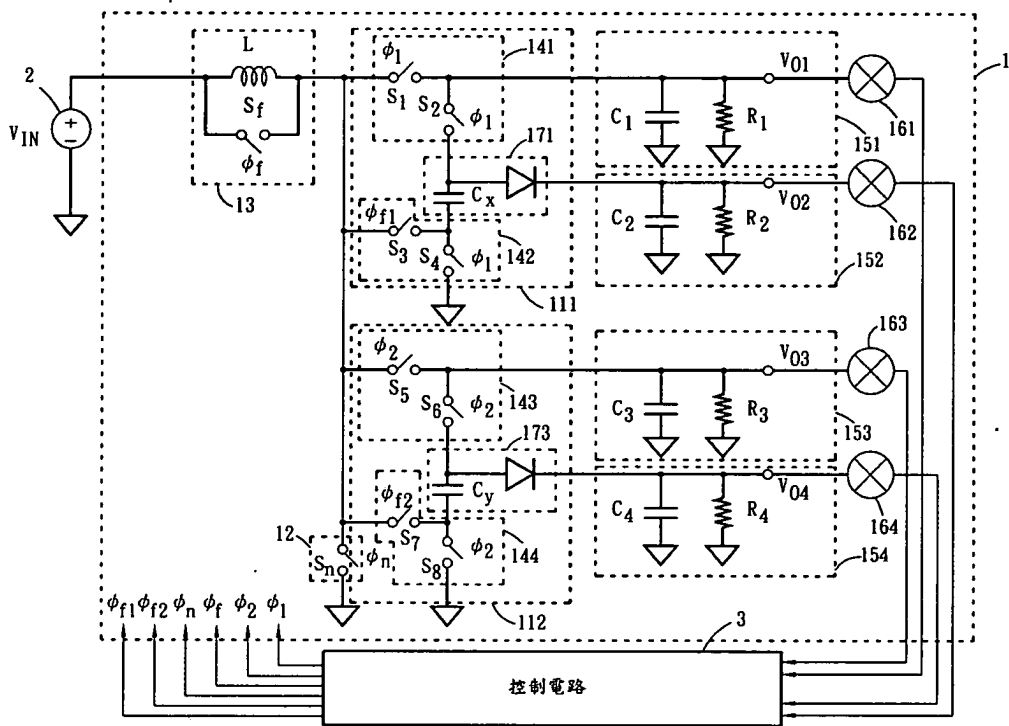 L
S_f
ϕ_f
13
2
V_IN
+
−
1
ϕ_1
S_1
S_2
ϕ_1
141
171
C_x
ϕ_f1
S_3
S_4
ϕ_1
142
111
C_1
R_1
V_O1
151
161
C_2
R_2
V_O2
152
162
ϕ_2
S_5
S_6
ϕ_2
143
173
C_y
ϕ_f2
S_7
S_8
ϕ_2
144
112
12
S_n
ϕ_n
C_3
R_3
V_O3
153
163
C_4
R_4
V_O4
154
164
ϕ_f1 ϕ_f2 ϕ_n ϕ_f ϕ_2 ϕ_1
3
控制電路